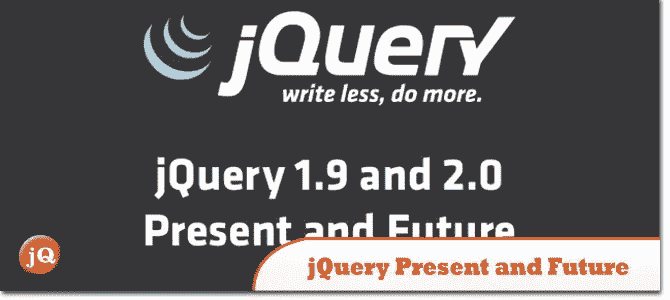 jQuery
write less, do more.
jQuery 1.9 and 2.0
Present and Future
jQ
jQuery Present and Future